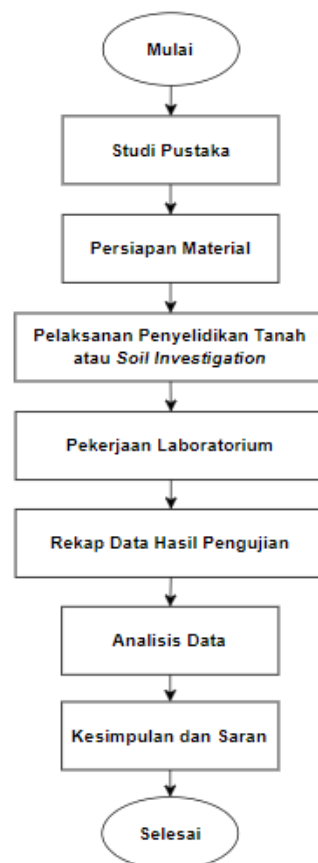 Mulai
Studi Pustaka
Persiapan Material
Pelaksanan Penyelidikan Tanah
atau Soil Investigation
Pekerjaan Laboratorium
Rekap Data Hasil Pengujian
Analisis Data
Kesimpulan dan Saran
Selesai